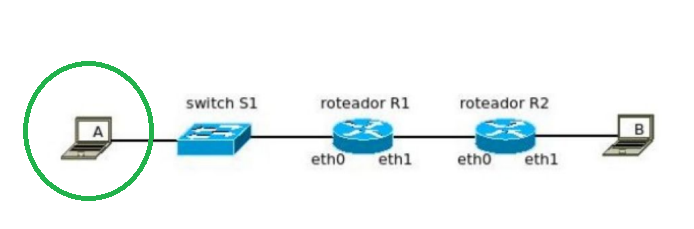 switch S1 roteador R1 roteador R2
A B
eth0 eth1 eth0 eth1